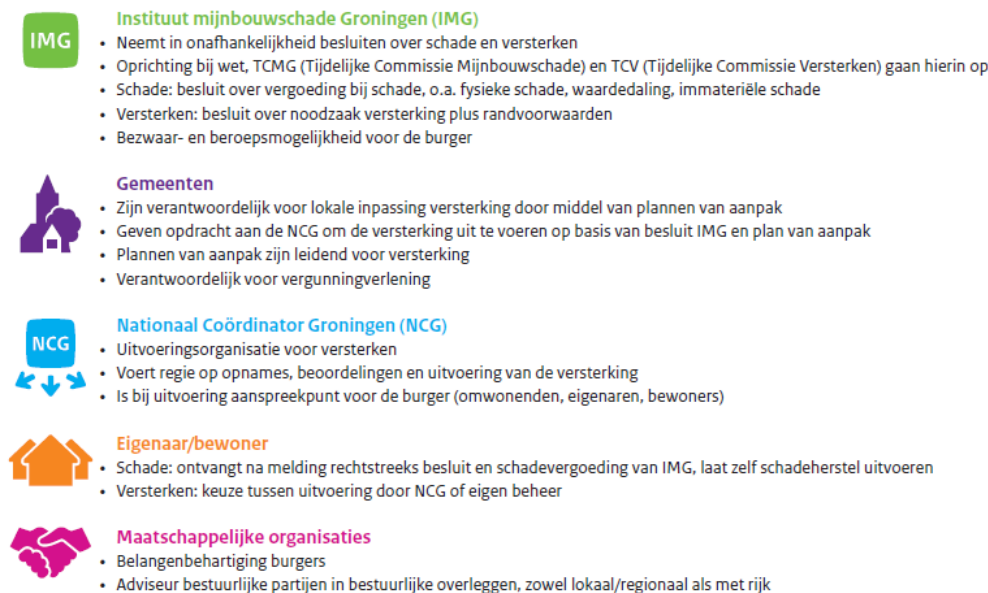 IMG
Instituut mijnbouwschade Groningen (IMG)
• Neemt in onafhankelijkheid besluiten over schade en versterken
• Oprichting bij wet, TCMG (Tijdelijke Commissie Mijnbouwschade) en TCV (Tijdelijke Commissie Versterken) gaan hierin op
• Schade: besluit over vergoeding bij schade, o.a. fysieke schade, waardedaling, immateriële schade
• Versterken: besluit over noodzaak versterking plus randvoorwaarden
• Bezwaar- en beroepsmogelijkheid voor de burger
Gemeenten
• Zijn verantwoordelijk voor lokale inpassing versterking door middel van plannen van aanpak
• Geven opdracht aan de NCG om de versterking uit te voeren op basis van besluit IMG en plan van aanpak
• Plannen van aanpak zijn leidend voor versterking
• Verantwoordelijk voor vergunningverlening
NCG
Nationaal Coördinator Groningen (NCG)
• Uitvoeringsorganisatie voor versterken
• Voert regie op opnames, beoordelingen en uitvoering van de versterking
• Is bij uitvoering aanspreekpunt voor de burger (omwonenden, eigenaren, bewoners)
Eigenaar/bewoner
• Schade: ontvangt na melding rechtstreeks besluit en schadevergoeding van IMG, laat zelf schadeherstel uitvoeren
• Versterken: keuze tussen uitvoering door NCG of eigen beheer
Maatschappelijke organisaties
• Belangenbehartiging burgers
• Adviseur bestuurlijke partijen in bestuurlijke overleggen, zowel lokaal/regionaal als met rijk